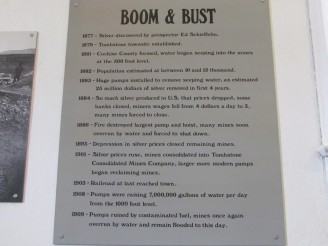 BOOM & BUST
1877 - Silver discovered by prospector Ed Schieffelin.
1879 - Tombstone townsite established.
1881 - Cochise County formed, water began seeping into the mines
at the 500 foot level.
1882 - Population estimated at between 10 and 15 thousand.
1883 - Huge pumps installed to remove seeping water, an estimated
25 million dollars of silver removed in first 4 years.
1884 - So much silver produced in U.S. that prices dropped, some
banks closed, miners wages fell from 4 dollars a day to 3,
many mines forced to close.
1886 - Fire destroyed largest pump and hoist, many mines soon
overrun by water and forced to shut down.
1893 - Depression in silver prices closed remaining mines.
Silver prices rose, mines consolidated into Tombstone
Consolidated Mines Company, larger more modern pumps
began reclaiming mines.
1903 - Railroad at last reached town.
Pumps were raising 7,000,000 gallons of water per day
from the 1000 foot level.
1909 - Pumps ruined by contaminated fuel, mines once again
overrun by water and remain flooded to this day.